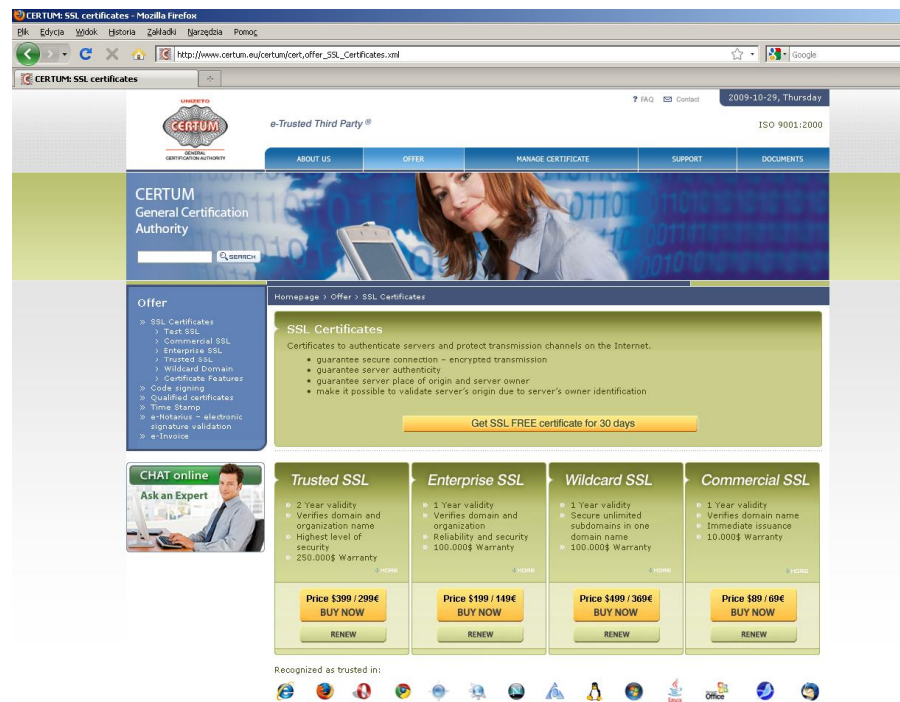 CERTUM: SSL certificates - Mozilla Firefox
Plik Edycja Widok Historia Zakładki Narzędzia Pomoc
http://www.certum.eu/certum/cert,offer_SSL_Certificates.xml
Google
CERTUM: SSL certificates
? FAQ Contact
2009-10-29, Thursday
UNIZETO
CERTUM
GENERAL
CERTIFICATION AUTHORITY
e-Trusted Third Party ®
ISO 9001:2000
ABOUT US OFFER MANAGE CERTIFICATE SUPPORT DOCUMENTS
CERTUM
General Certification
Authority
SEARCH
Offer
» SSL Certificates
› Test SSL
› Commercial SSL
› Enterprise SSL
› Trusted SSL
› Wildcard Domain
› Certificate Features
» Code signing
» Qualified certificates
» Time Stamp
» e-Notarius – electronic
signature validation
» e-Invoice
CHAT online
Ask an Expert
Homepage › Offer › SSL Certificates
SSL Certificates
Certificates to authenticate servers and protect transmission channels on the Internet.
• guarantee secure connection – encrypted transmission
• guarantee server authenticity
• guarantee server place of origin and server owner
• make it possible to validate server's origin due to server's owner identification
Get SSL FREE certificate for 30 days
Trusted SSL
2 Year validity
Verifies domain and
organization name
Highest level of
security
250.000$ Warranty
MORE
Price $399 / 299€
BUY NOW
RENEW
Enterprise SSL
1 Year validity
Verifies domain and
organization
Reliability and security
100.000$ Warranty
MORE
Price $199 / 149€
BUY NOW
RENEW
Wildcard SSL
1 Year validity
Secure unlimited
subdomains in one
domain name
100.000$ Warranty
MORE
Price $499 / 369€
BUY NOW
RENEW
Commercial SSL
1 Year validity
Verifies domain name
Immediate issuance
10.000$ Warranty
MORE
Price $89 / 69€
BUY NOW
RENEW
Recognized as trusted in:
Java
Office